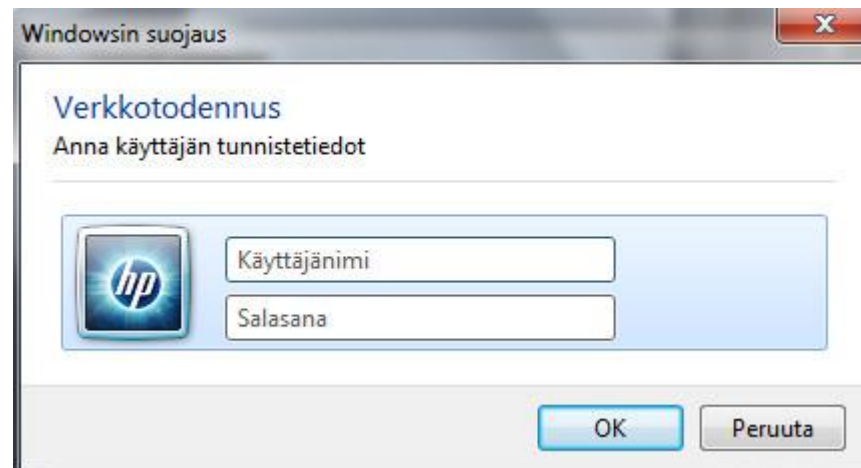 Windowsin suojaus
Verkkotodennus
Anna käyttäjän tunnistetiedot
hp
Käyttäjänimi
Salasana
OK
Peruuta